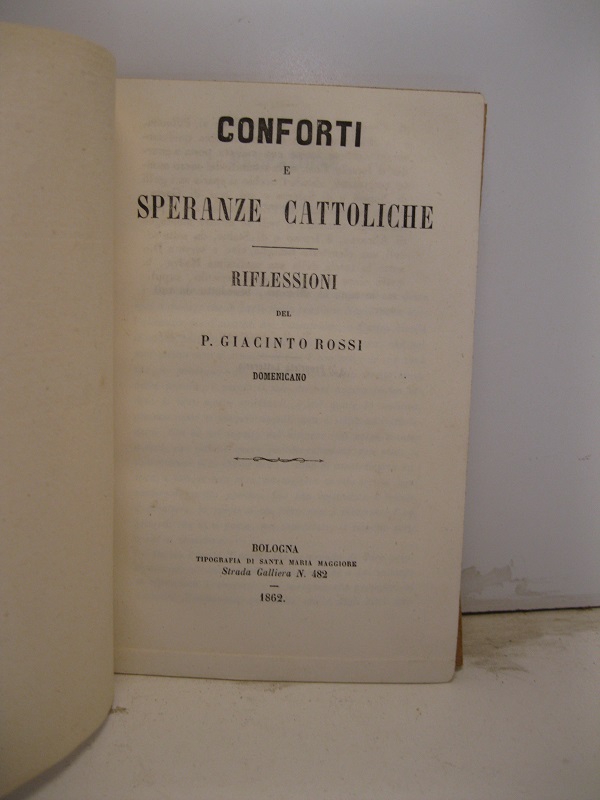 CONFORTI
E
SPERANZE CATTOLICHE
RIFLESSIONI
DEL
P. GIACINTO ROSSI
DOMENICANO
BOLOGNA
TIPOGRAFIA DI SANTA MARIA MAGGIORE
Strada Galliera N. 482
1862.